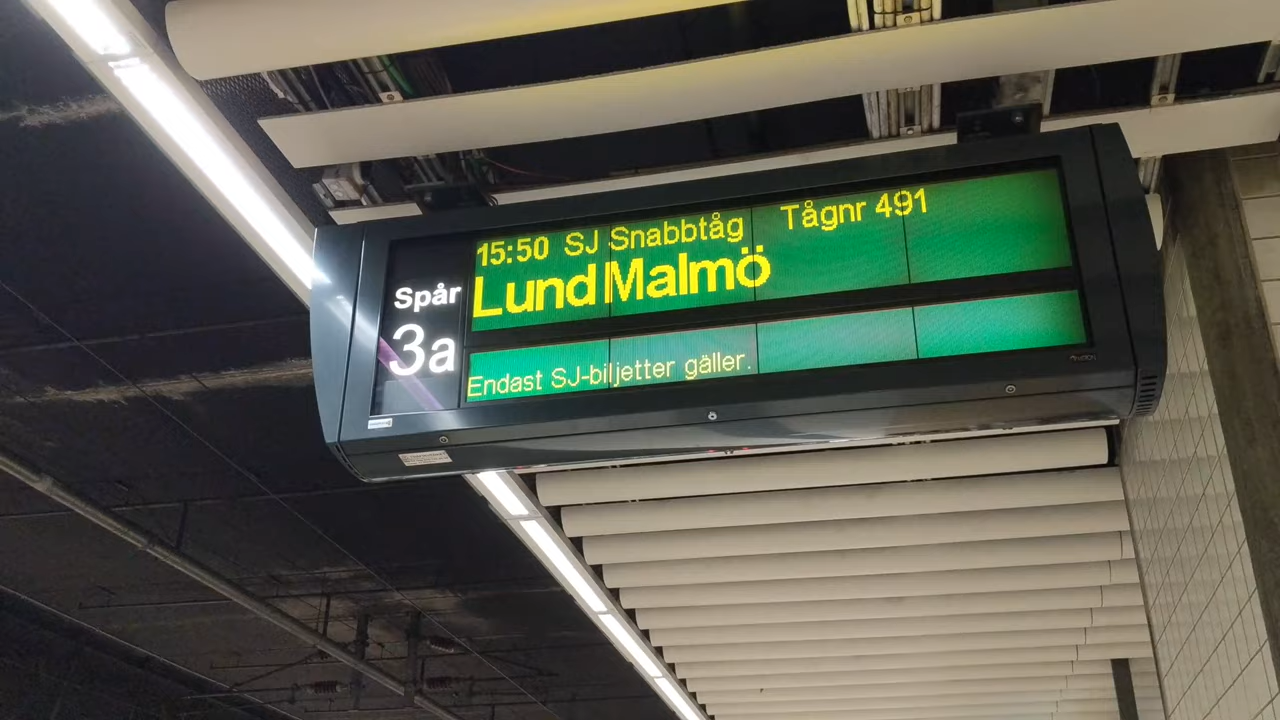 15:50 SJ Snabbtåg Tågnr 491
Lund Malmö
Spår
3a
Endast SJ-biljetter gäller.